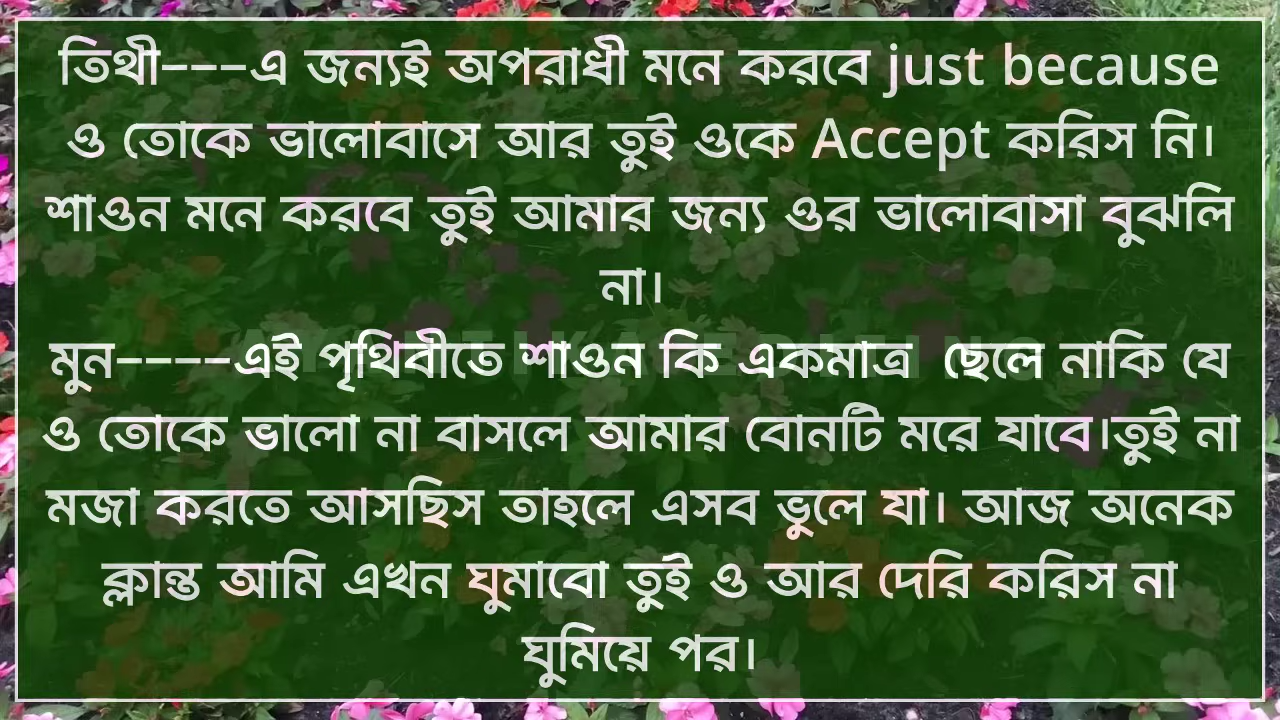 তিথী---এ জন্যই অপরাধী মনে করবে just because
ও তোকে ভালোবাসে আর তুই ওকে Accept করিস নি।
শাওন মনে করবে তুই আমার জন্য ওর ভালোবাসা বুঝলি
না।
মুন----এই পৃথিবীতে শাওন কি একমাত্র ছেলে নাকি যে
ও তোকে ভালো না বাসলে আমার বোনটি মরে যাবে।তুই না
মজা করতে আসছিস তাহলে এসব ভুলে যা। আজ অনেক
ক্লান্ত আমি এখন ঘুমাবো তুই ও আর দেরি করিস না
ঘুমিয়ে পর।